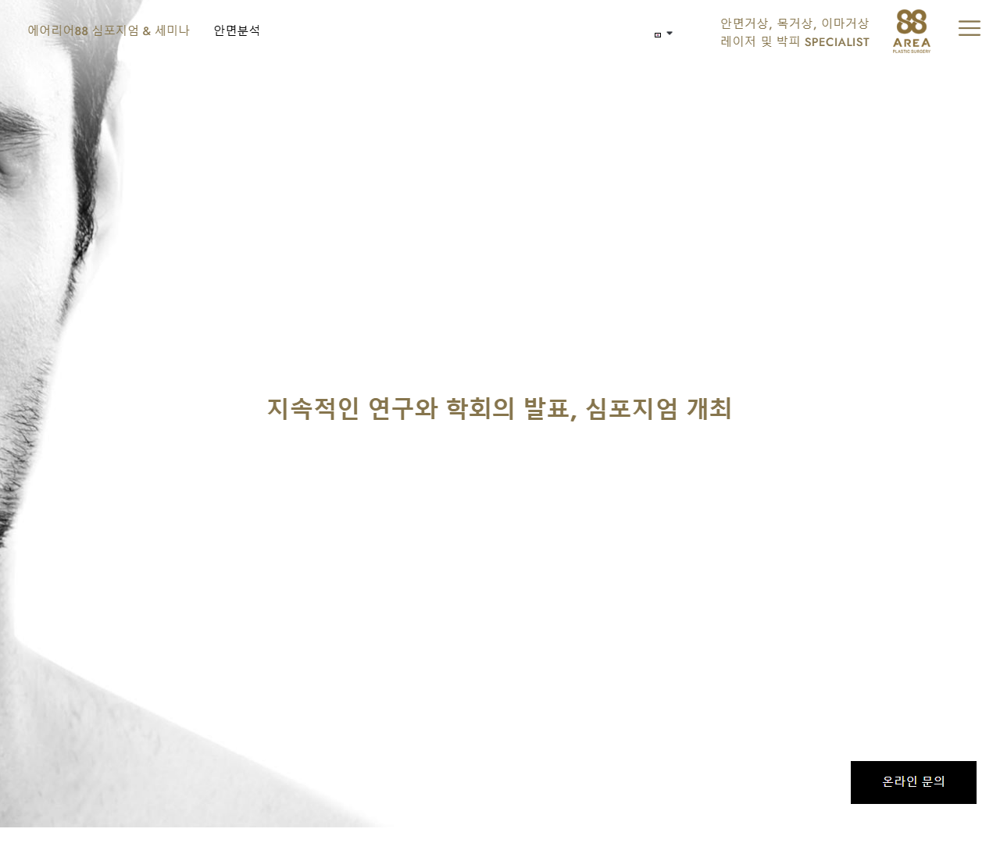 에어리어88 심포지엄 & 세미나
안면분석
안면거상, 목거상, 이마거상
레이저 및 박피 SPECIALIST
88
AREA
PLASTIC SURGERY
지속적인 연구와 학회의 발표, 심포지엄 개최
온라인 문의